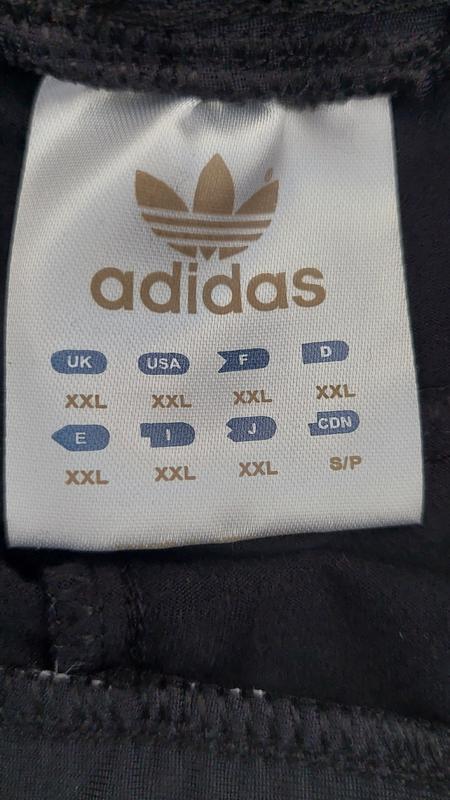 adidas
UK USA F D
XXL XXL XXL XXL
E I J CDN
XXL XXL XXL S/P